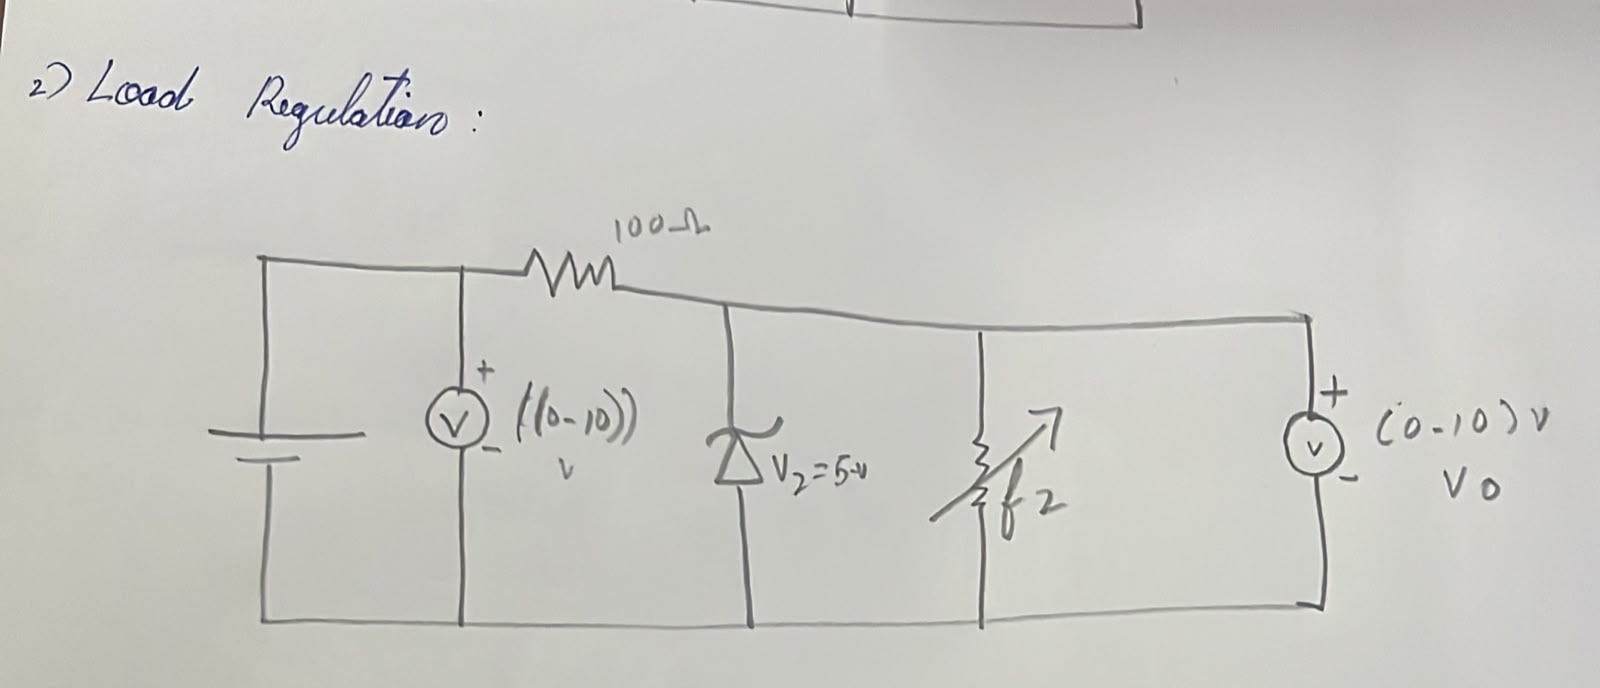 2) Load Regulation:
100Ω
+
V
-
((0-10))
V
V2=5v
+
V
-
(0-10)V
VO